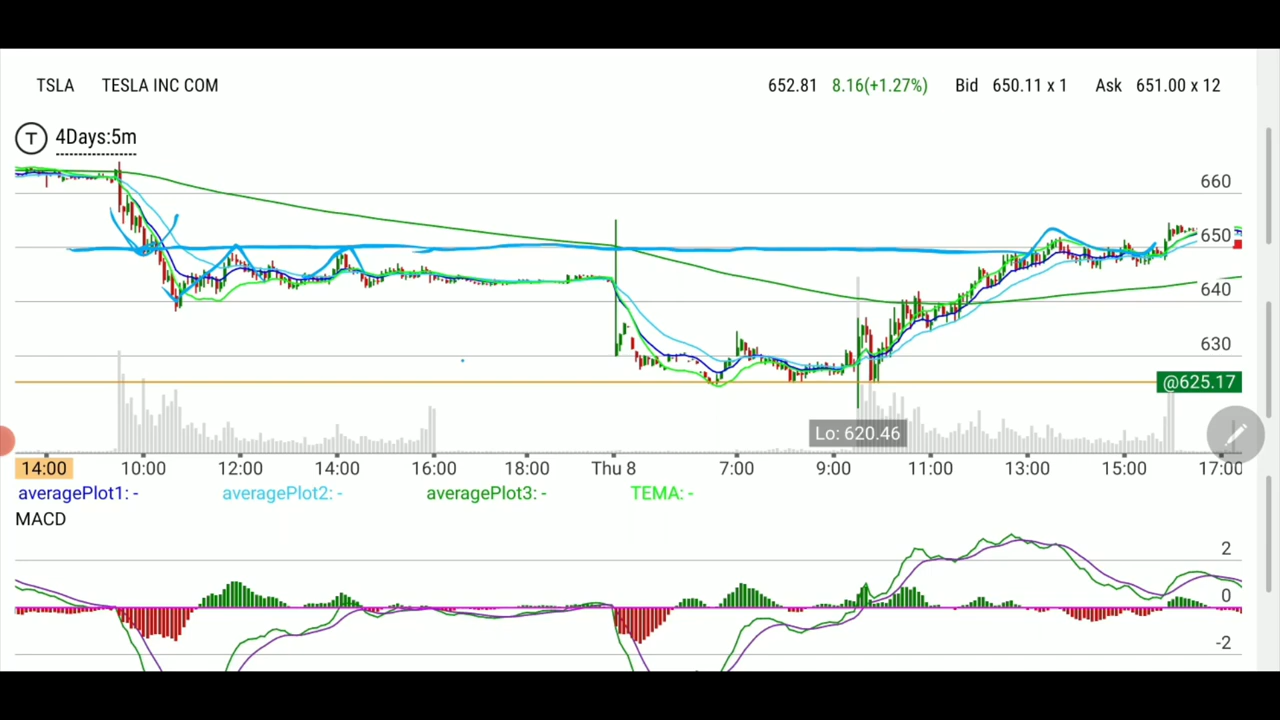 TSLA TESLA INC COM 652.81 8.16(+1.27%) Bid 650.11 x 1 Ask 651.00 x 12
T 4Days:5m
660
650
640
630
@625.17
Lo: 620.46
14:00 10:00 12:00 14:00 16:00 18:00 Thu 8 7:00 9:00 11:00 13:00 15:00 17:00
averagePlot1: - averagePlot2: - averagePlot3: - TEMA: -
MACD
2
0
-2